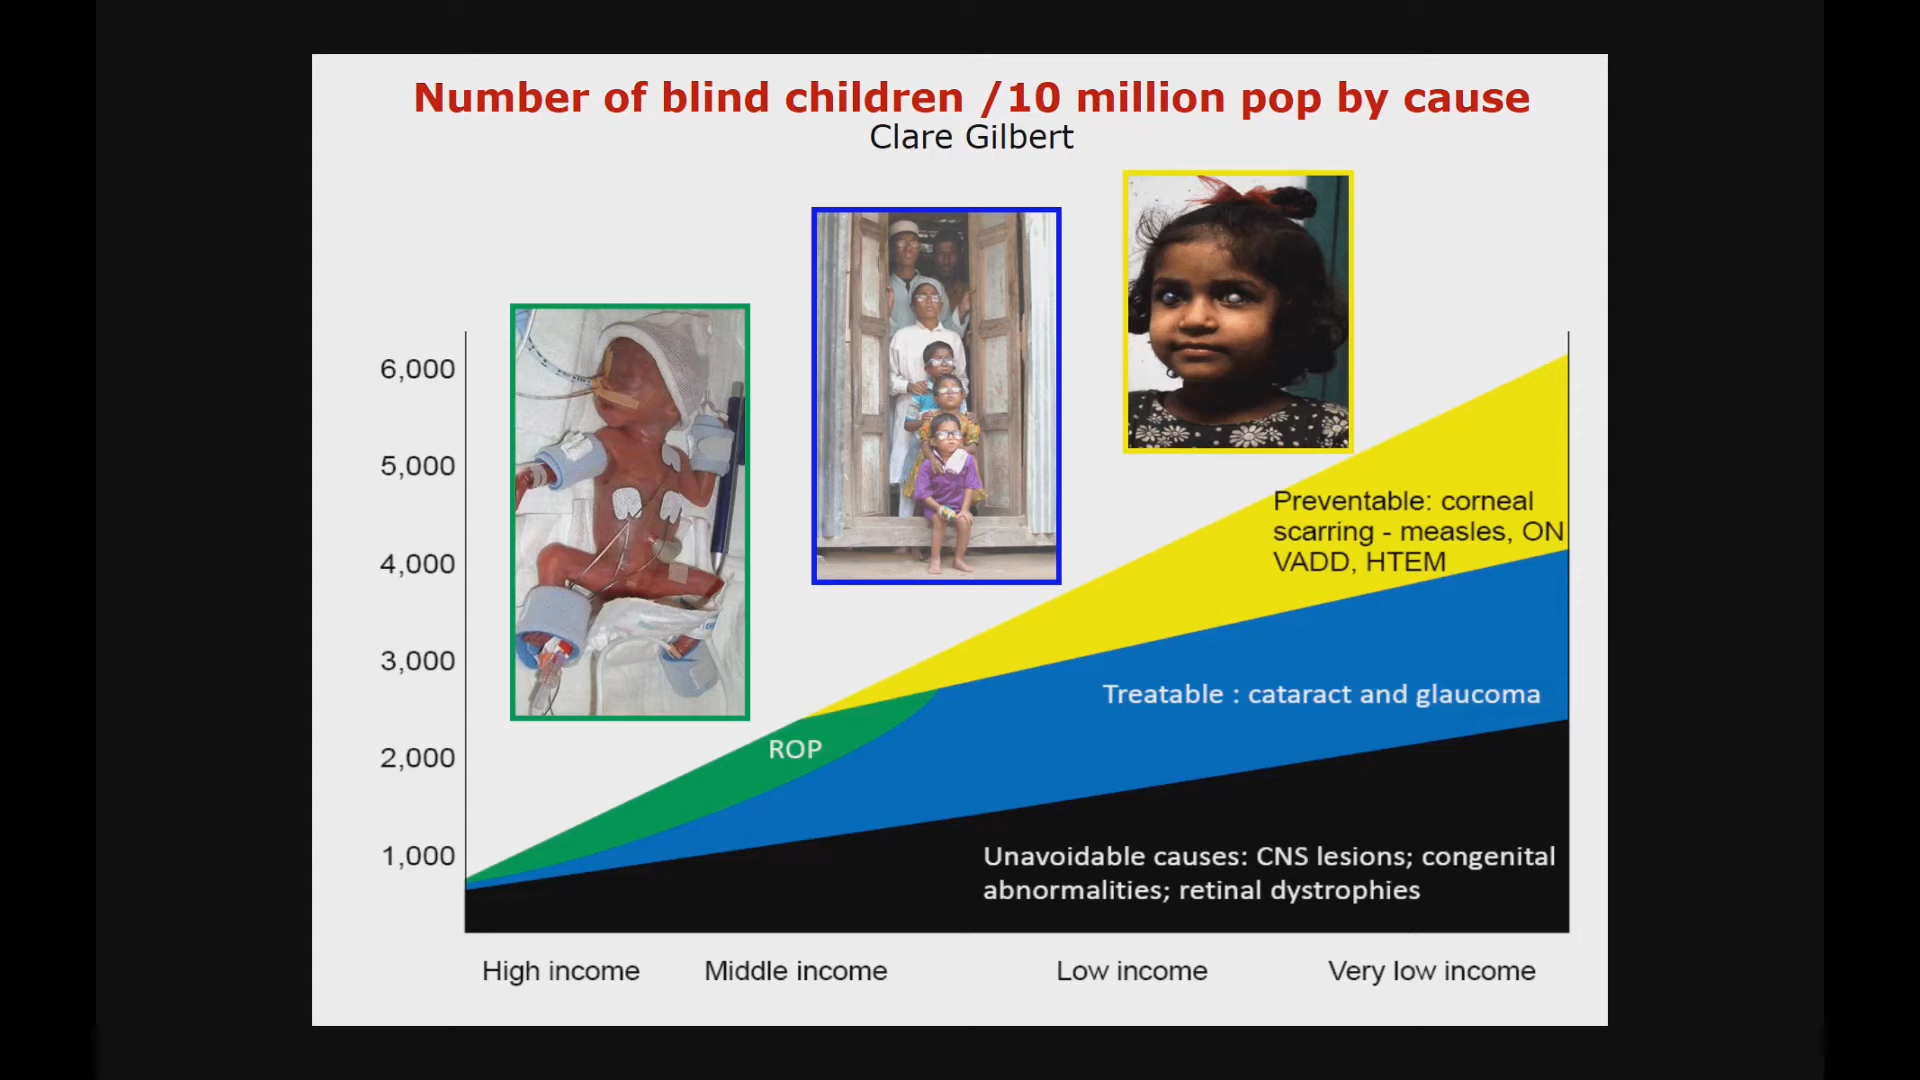 Number of blind children /10 million pop by cause
Clare Gilbert
6,000
5,000
4,000
3,000
2,000
1,000
Preventable: corneal
scarring - measles, ON
VADD, HTEM
Treatable : cataract and glaucoma
ROP
Unavoidable causes: CNS lesions; congenital
abnormalities; retinal dystrophies
High income
Middle income
Low income
Very low income